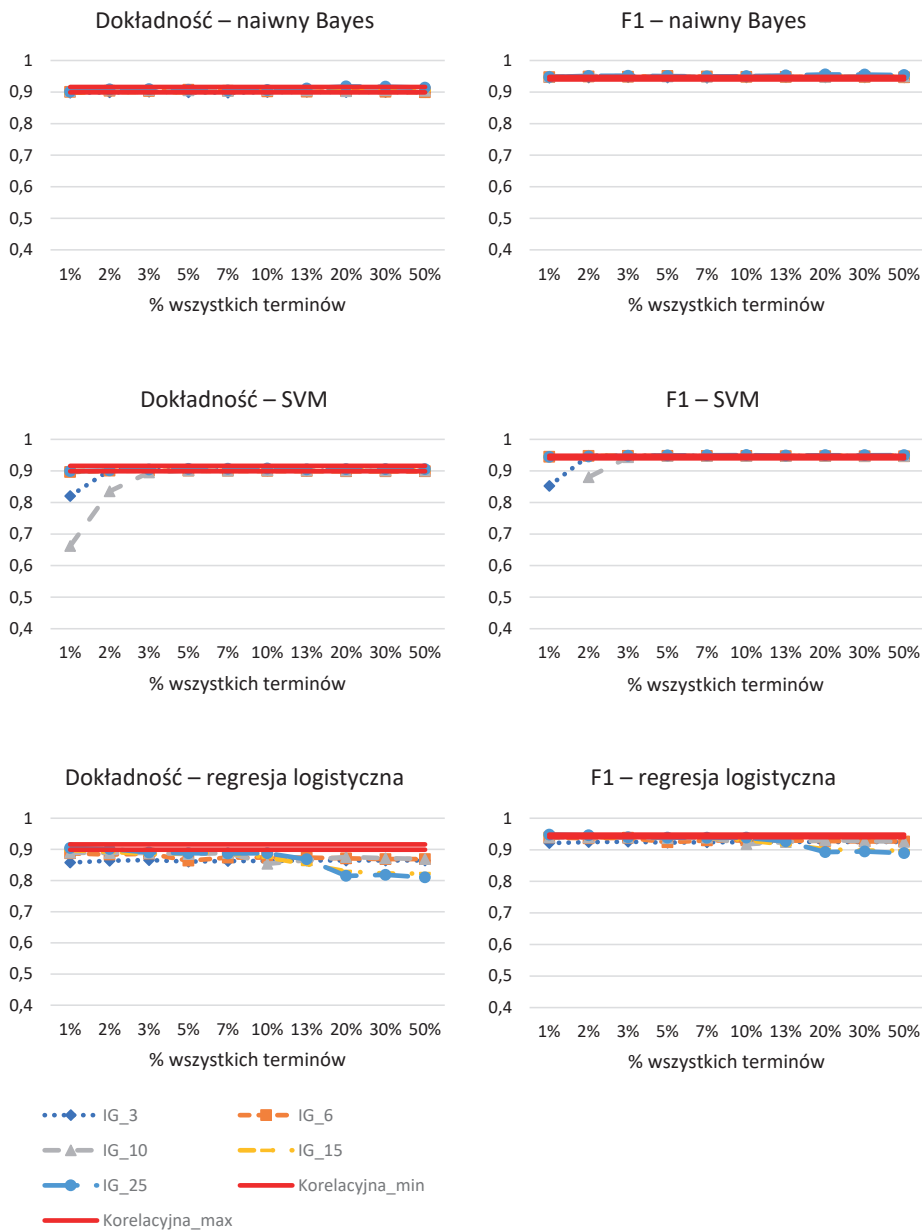 Dokładność – naiwny Bayes
1
0,9
0,8
0,7
0,6
0,5
0,4
1% 2% 3% 5% 7% 10% 13% 20% 30% 50%
% wszystkich terminów
F1 – naiwny Bayes
1
0,9
0,8
0,7
0,6
0,5
0,4
1% 2% 3% 5% 7% 10% 13% 20% 30% 50%
% wszystkich terminów
Dokładność – SVM
1
0,9
0,8
0,7
0,6
0,5
0,4
1% 2% 3% 5% 7% 10% 13% 20% 30% 50%
% wszystkich terminów
F1 – SVM
1
0,9
0,8
0,7
0,6
0,5
0,4
1% 2% 3% 5% 7% 10% 13% 20% 30% 50%
% wszystkich terminów
Dokładność – regresja logistyczna
1
0,9
0,8
0,7
0,6
0,5
0,4
1% 2% 3% 5% 7% 10% 13% 20% 30% 50%
% wszystkich terminów
F1 – regresja logistyczna
1
0,9
0,8
0,7
0,6
0,5
0,4
1% 2% 3% 5% 7% 10% 13% 20% 30% 50%
% wszystkich terminów
IG_3
IG_6
IG_10
IG_15
IG_25
Korelacyjna_min
Korelacyjna_max